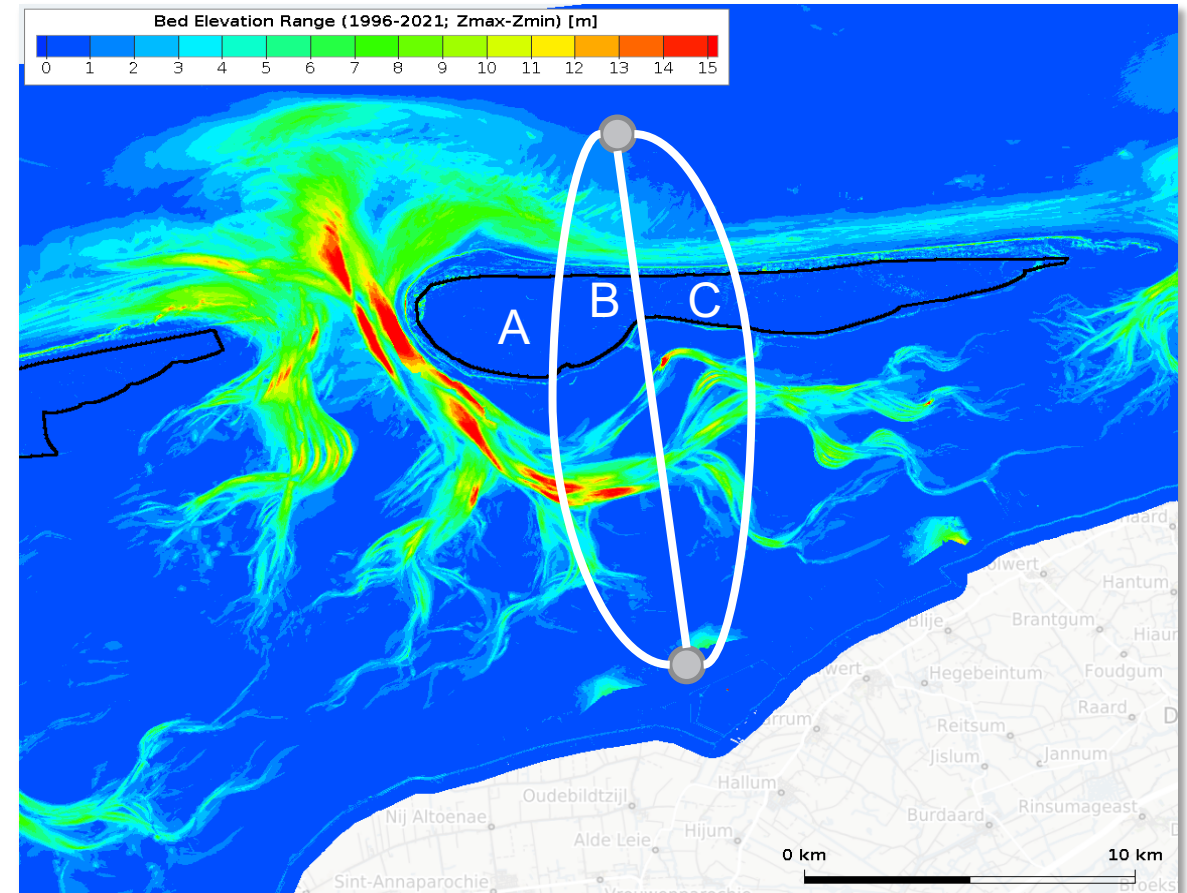 Bed Elevation Range (1996-2021; Zmax-Zmin) [m]
0 1 2 3 4 5 6 7 8 9 10 11 12 13 14 15
A B C
Hantum
Blije
Brantgum
Hegebeintum
Foudgum
Raard
Reitsum
Jislum
Jannum
Hallum
Oudebildtzijl
Rinsumageast
Nij Altoenae
Burdaard
Hijum
Alde Leie
0 km 10 km
Sint-Annaparochie